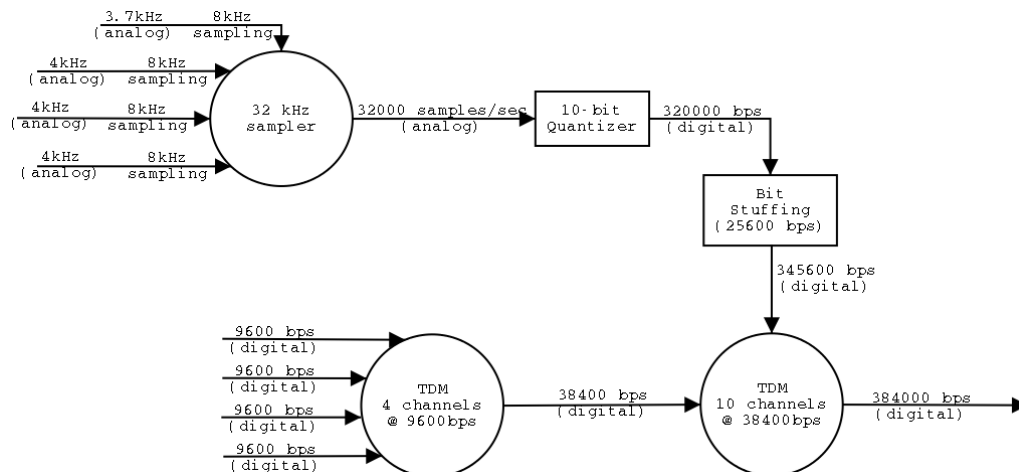 3.7kHz 8kHz
(analog) sampling
4kHz 8kHz
(analog) sampling
4kHz 8kHz
(analog) sampling
4kHz 8kHz
(analog) sampling
32 kHz
sampler
32000 samples/sec
(analog)
10-bit
Quantizer
320000 bps
(digital)
Bit
Stuffing
(25600 bps)
345600 bps
(digital)
9600 bps
(digital)
9600 bps
(digital)
9600 bps
(digital)
9600 bps
(digital)
TDM
4 channels
@ 9600bps
38400 bps
(digital)
TDM
10 channels
@ 38400bps
384000 bps
(digital)